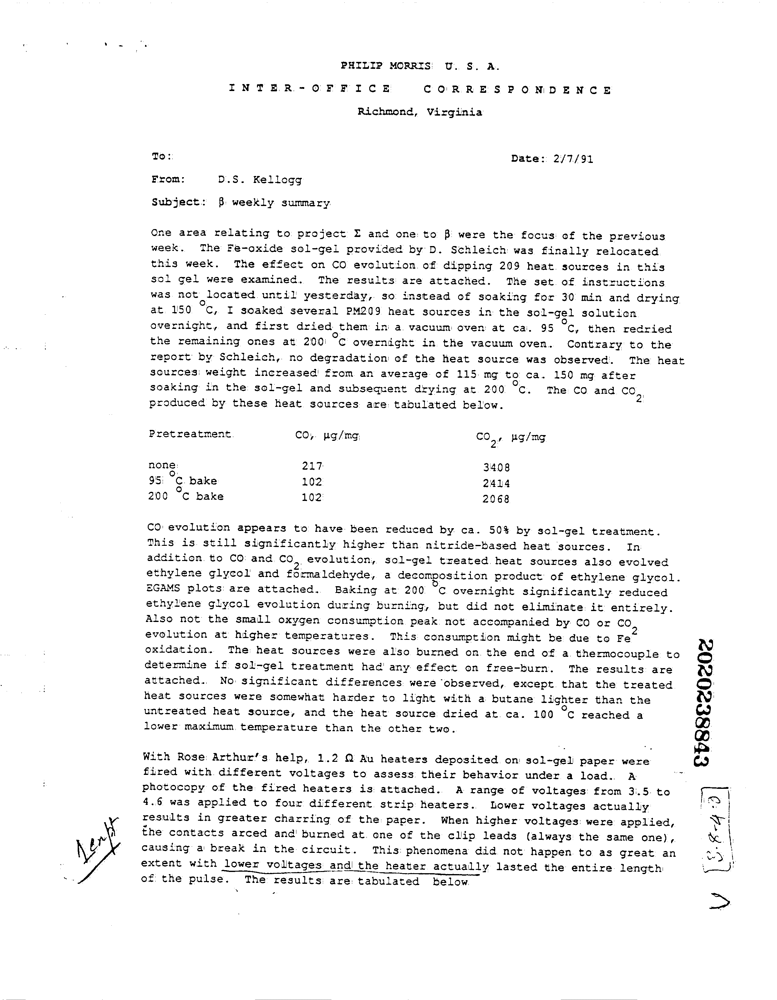 PHILIP MORRIS U. S. A.
INTER-OFFICE CORRESPONDENCE
Richmond, Virginia
To:
Date: 2/7/91
From: D.S. Kellogg
Subject: β weekly summary
One area relating to project Σ and one to β were the focus of the previous
week. The Fe-oxide sol-gel provided by D. Schleich was finally relocated
this week. The effect on CO evolution of dipping 209 heat sources in this
sol gel were examined. The results are attached. The set of instructions
was not located until yesterday, so instead of soaking for 30 min and drying
at 150 °C, I soaked several PM209 heat sources in the sol-gel solution
overnight, and first dried them in a vacuum oven at ca. 95 °C, then redried
the remaining ones at 200 °C overnight in the vacuum oven. Contrary to the
report by Schleich, no degradation of the heat source was observed. The heat
sources weight increased from an average of 115 mg to ca. 150 mg after
soaking in the sol-gel and subsequent drying at 200 °C. The CO and CO2
produced by these heat sources are tabulated below.
Pretreatment CO, µg/mg CO2, µg/mg
none 217 3408
95 °C bake 102 2414
200 °C bake 102 2068
CO evolution appears to have been reduced by ca. 50% by sol-gel treatment.
This is still significantly higher than nitride-based heat sources. In
addition to CO and CO2 evolution, sol-gel treated heat sources also evolved
ethylene glycol and formaldehyde, a decomposition product of ethylene glycol.
EGAMS plots are attached. Baking at 200 °C overnight significantly reduced
ethylene glycol evolution during burning, but did not eliminate it entirely.
Also not the small oxygen consumption peak not accompanied by CO or CO2
evolution at higher temperatures. This consumption might be due to Fe
oxidation. The heat sources were also burned on the end of a thermocouple to
determine if sol-gel treatment had any effect on free-burn. The results are
attached. No significant differences were observed, except that the treated
heat sources were somewhat harder to light with a butane lighter than the
untreated heat source, and the heat source dried at ca. 100 °C reached a
lower maximum temperature than the other two.
With Rose Arthur's help, 1.2 Ω Au heaters deposited on sol-gel paper were
fired with different voltages to assess their behavior under a load. A
photocopy of the fired heaters is attached. A range of voltages from 3.5 to
4.6 was applied to four different strip heaters. Lower voltages actually
results in greater charring of the paper. When higher voltages were applied,
the contacts arced and burned at one of the clip leads (always the same one),
causing a break in the circuit. This phenomena did not happen to as great an
extent with lower voltages and the heater actually lasted the entire length
of the pulse. The results are tabulated below
2020238843